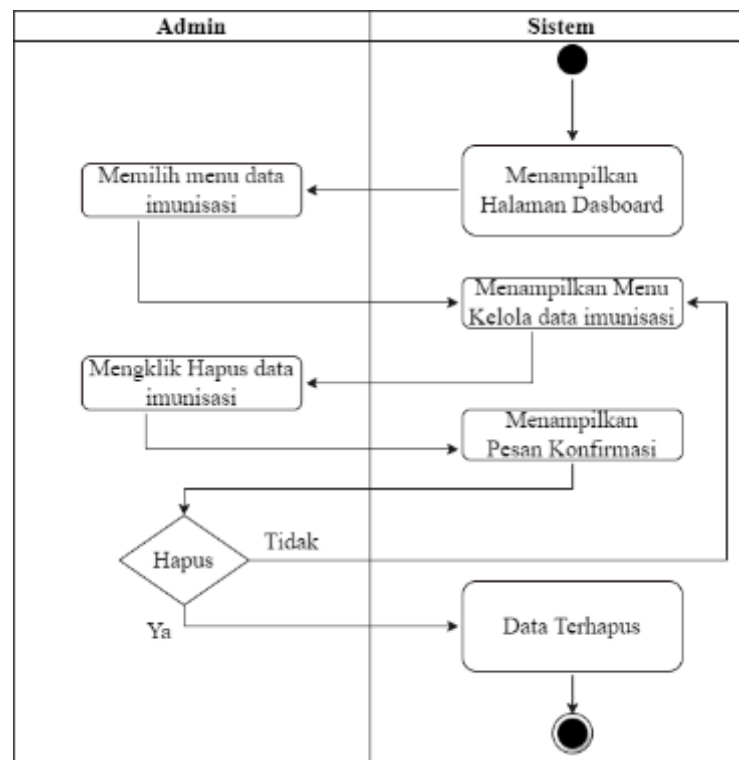 Admin
Sistem
Menampilkan
Halaman Dasboard
Memilih menu data
imunisasi
Menampilkan Menu
Kelola data imunisasi
Mengklik Hapus data
imunisasi
Menampilkan
Pesan Konfirmasi
Hapus
Tidak
Ya
Data Terhapus